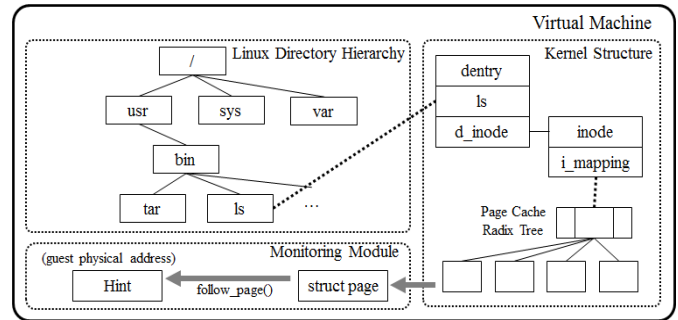 Virtual Machine
Linux Directory Hierarchy
/
usr
sys
var
bin
tar
ls
...
Kernel Structure
dentry
ls
d_inode
inode
i_mapping
Page Cache
Radix Tree
Monitoring Module
(guest physical address)
Hint
follow_page()
struct page